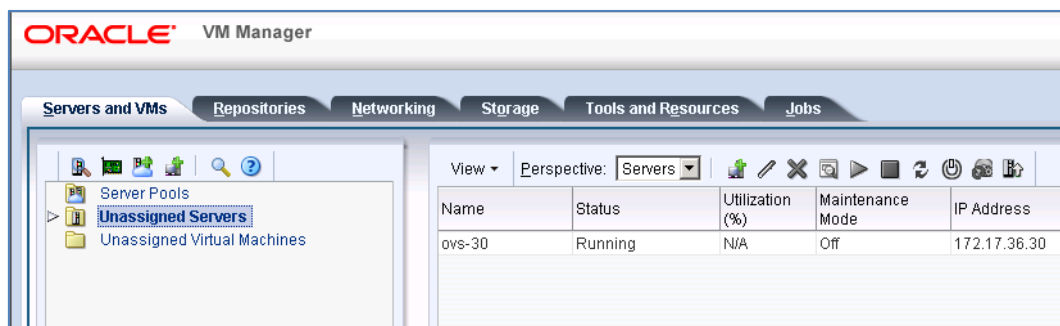 ORACLE VM Manager
Servers and VMs Repositories Networking Storage Tools and Resources Jobs
Server Pools
Unassigned Servers
Unassigned Virtual Machines
View Perspective: Servers
Name Status Utilization (%) Maintenance Mode IP Address
ovs-30 Running N/A Off 172.17.36.30